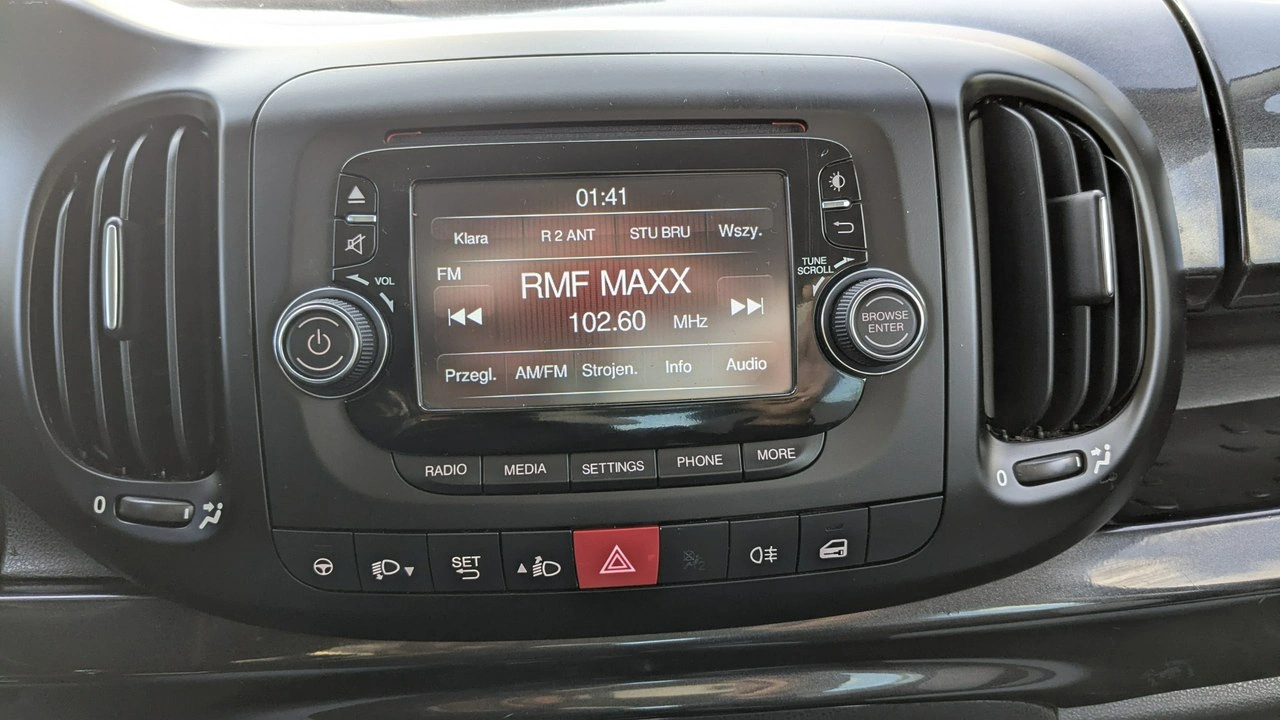 01:41
Klara R 2 ANT STU BRU Wszy.
FM
RMF MAXX
102.60 MHz
Przegl. AM/FM Strojen. Info Audio
VOL
TUNE
SCROLL
BROWSE
ENTER
RADIO MEDIA SETTINGS PHONE MORE
0
0
SET